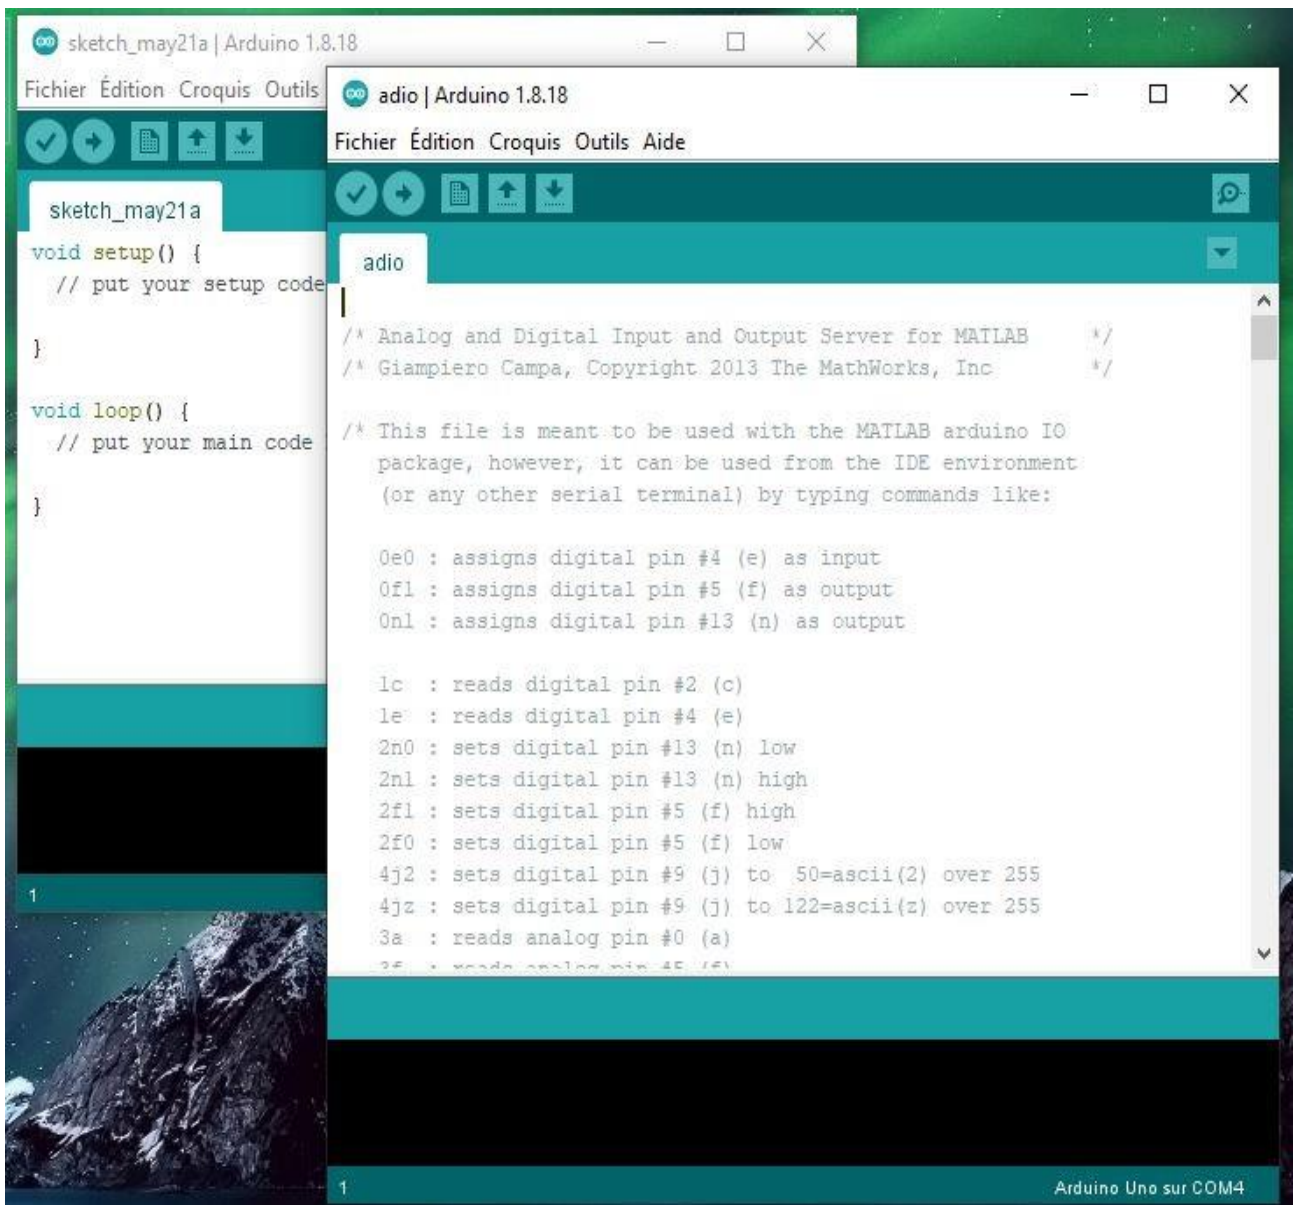 sketch_may21a | Arduino 1.8.18
Fichier Édition Croquis Outils
sketch_may21a
void setup() {
// put your setup code
}
void loop() {
// put your main code
}
1
adio | Arduino 1.8.18
Fichier Édition Croquis Outils Aide
adio
/* Analog and Digital Input and Output Server for MATLAB */
/* Giampiero Campa, Copyright 2013 The MathWorks, Inc */
/* This file is meant to be used with the MATLAB arduino IO
package, however, it can be used from the IDE environment
(or any other serial terminal) by typing commands like:
0e0 : assigns digital pin #4 (e) as input
0f1 : assigns digital pin #5 (f) as output
0n1 : assigns digital pin #13 (n) as output
1c : reads digital pin #2 (c)
1e : reads digital pin #4 (e)
2n0 : sets digital pin #13 (n) low
2n1 : sets digital pin #13 (n) high
2f1 : sets digital pin #5 (f) high
2f0 : sets digital pin #5 (f) low
4j2 : sets digital pin #9 (j) to 50=ascii(2) over 255
4jz : sets digital pin #9 (j) to 122=ascii(z) over 255
3a : reads analog pin #0 (a)
3f : reads analog pin #5 (f)
1
Arduino Uno sur COM4